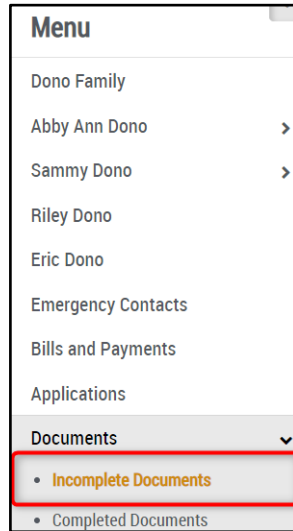 Menu
Dono Family
Abby Ann Dono
Sammy Dono
Riley Dono
Eric Dono
Emergency Contacts
Bills and Payments
Applications
Documents
• Incomplete Documents
• Completed Documents